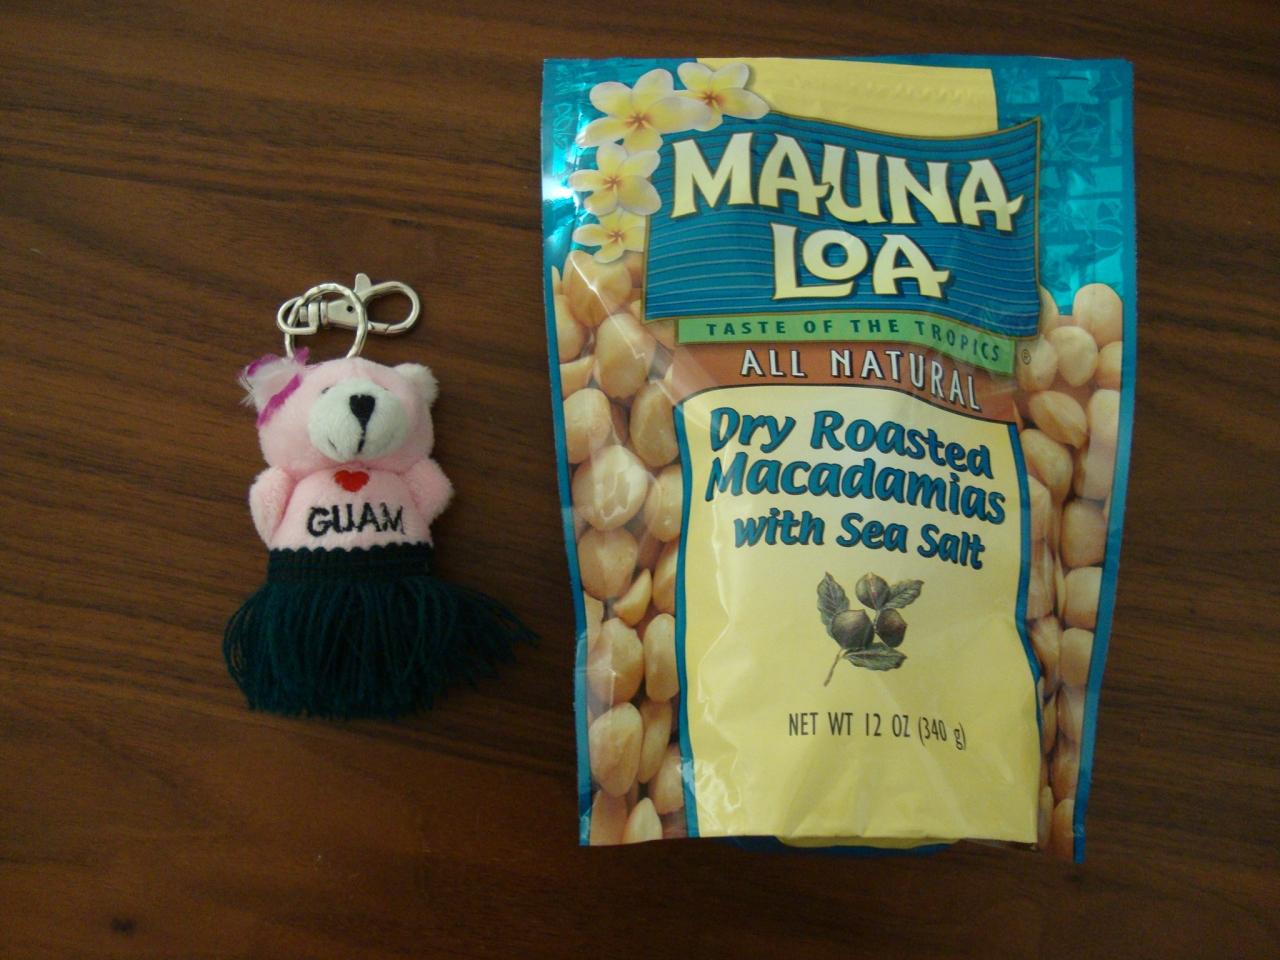 GUAM
MAUNA
LOA
TASTE OF THE TROPICS ®
ALL NATURAL
Dry Roasted
Macadamias
with Sea Salt
NET WT 12 OZ (340 g)